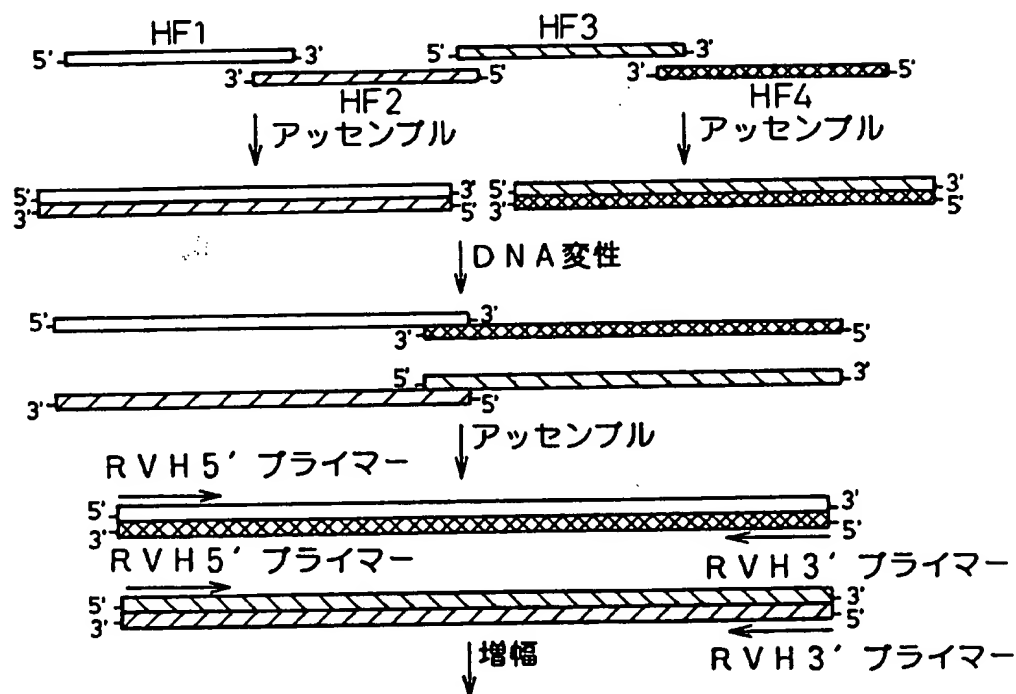 HF1
HF3
5' 3' 5' 3'
3' 5' 3' 5'
HF2
HF4
アッセンブル アッセンブル
5' 3' 5' 3'
3' 5' 3' 5'
DNA変性
5' 3'
3' 5'
5' 3'
3' 5'
アッセンブル
RVH5' プライマー
5' 3'
3' 5'
RVH5' プライマー
RVH3' プライマー
5' 3'
3' 5'
増幅
RVH3' プライマー